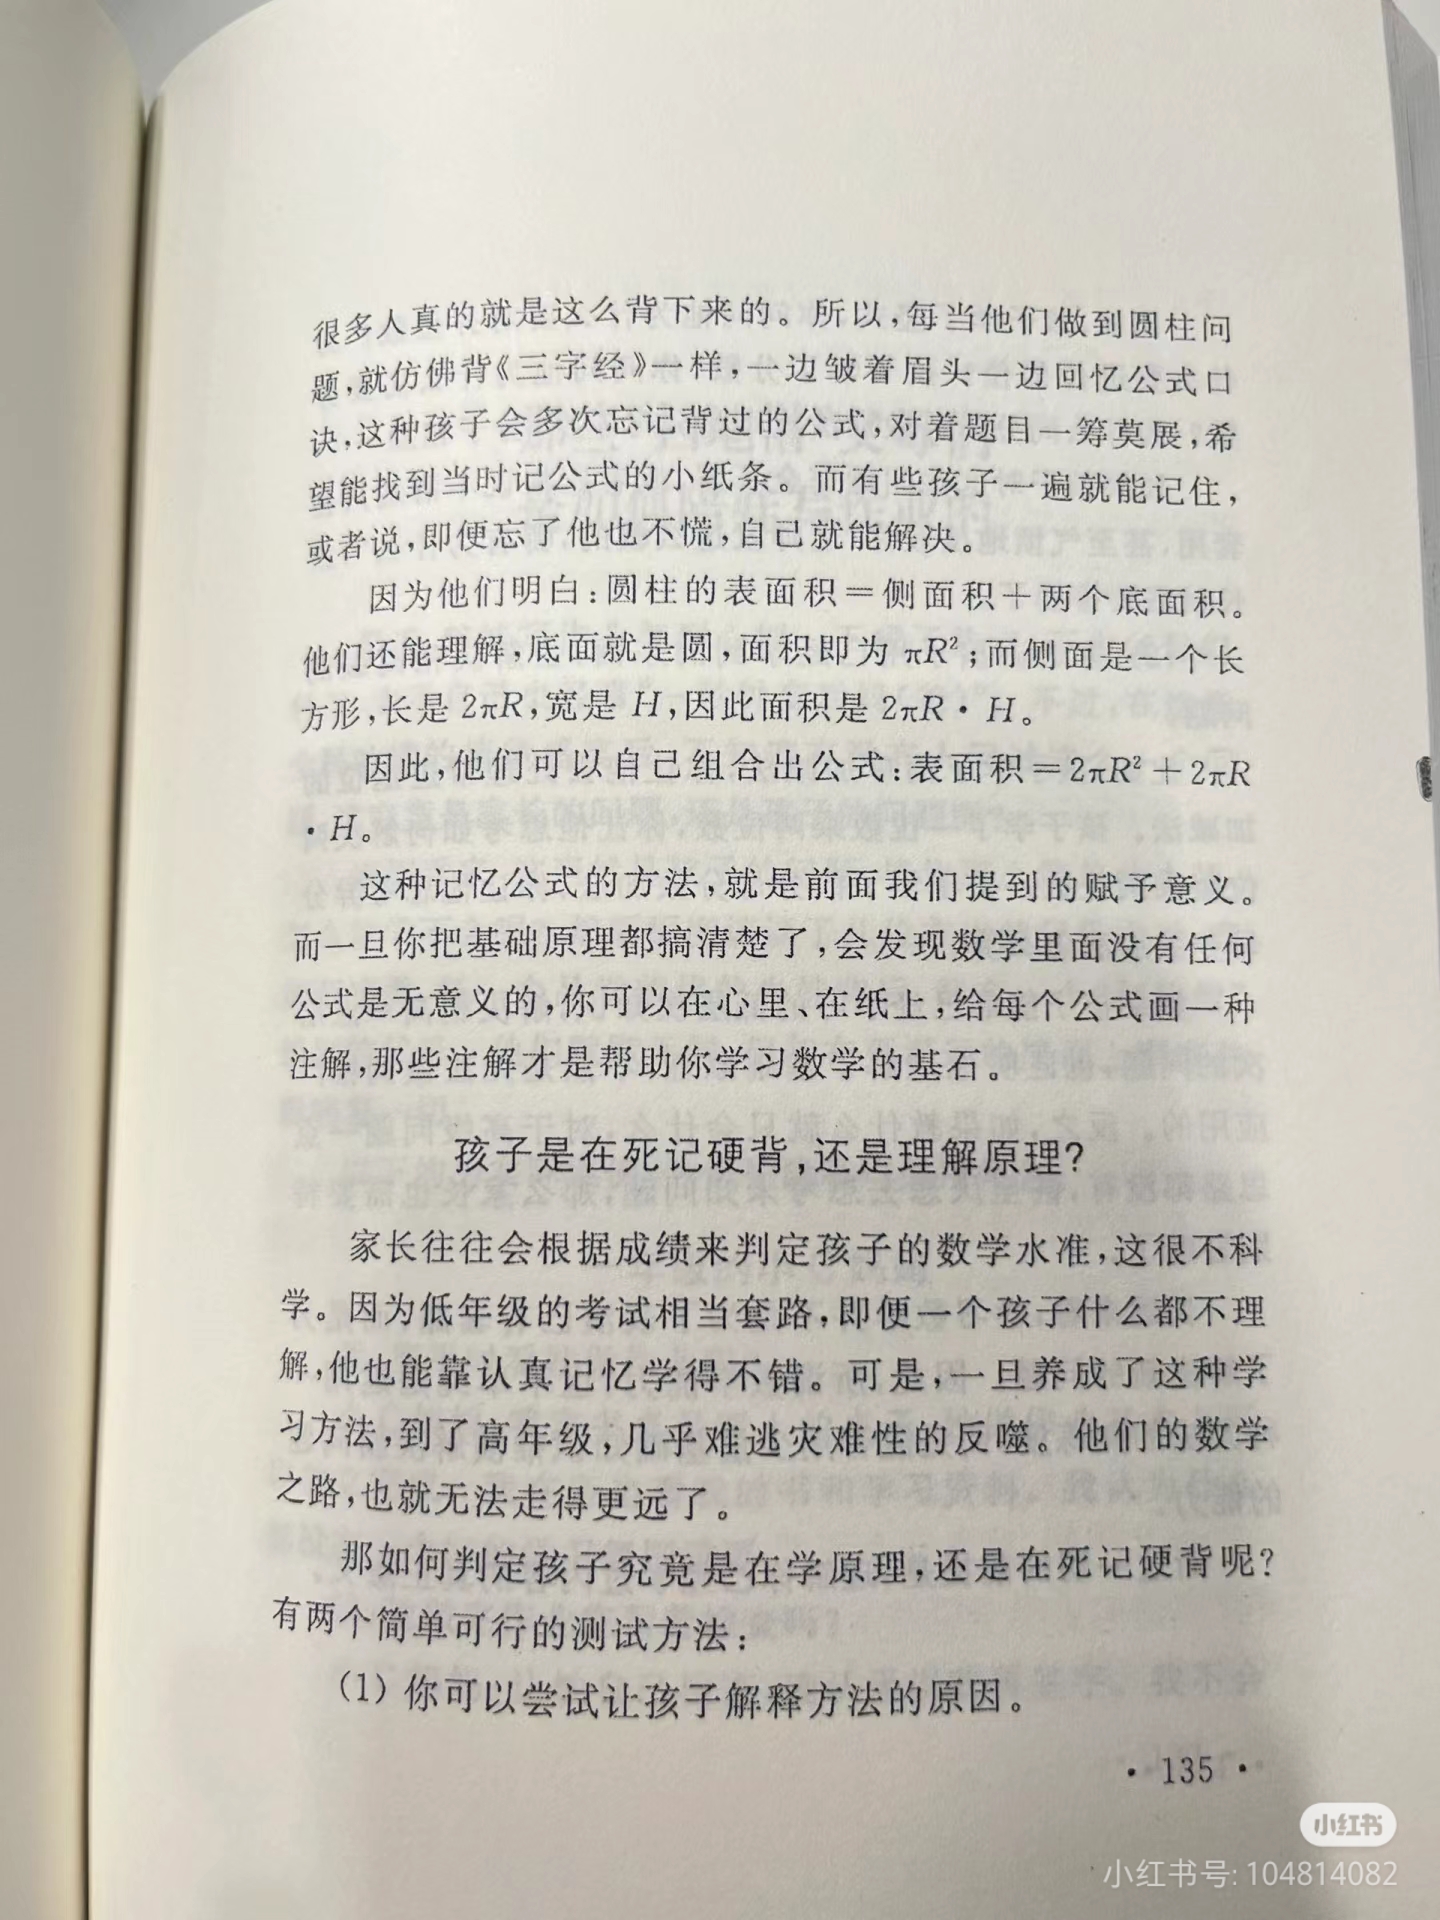 很多人真的就是这么背下来的。所以,每当他们做到圆柱问
题,就仿佛背《三字经》一样,一边皱着眉头一边回忆公式口
诀,这种孩子会多次忘记背过的公式,对着题目一筹莫展,希
望能找到当时记公式的小纸条。而有些孩子一遍就能记住,
或者说,即便忘了他也不慌,自己就能解决。
因为他们明白:圆柱的表面积=侧面积+两个底面积。
他们还能理解,底面就是圆,面积即为 πR²;而侧面是一个长
方形,长是 2πR,宽是 H,因此面积是 2πR·H。
因此,他们可以自己组合出公式:表面积=2πR²+2πR
·H。
这种记忆公式的方法,就是前面我们提到的赋予意义。
而一旦你把基础原理都搞清楚了,会发现数学里面没有任何
公式是无意义的,你可以在心里、在纸上,给每个公式画一种
注解,那些注解才是帮助你学习数学的基石。
孩子是在死记硬背,还是理解原理?
家长往往会根据成绩来判定孩子的数学水准,这很不科
学。因为低年级的考试相当套路,即便一个孩子什么都不理
解,他也能靠认真记忆学得不错。可是,一旦养成了这种学
习方法,到了高年级,几乎难逃灾难性的反噬。他们的数学
之路,也就无法走得更远了。
那如何判定孩子究竟是在学原理,还是在死记硬背呢?
有两个简单可行的测试方法:
(1) 你可以尝试让孩子解释方法的原因。
· 135 ·
小红书
小红书号: 104814082